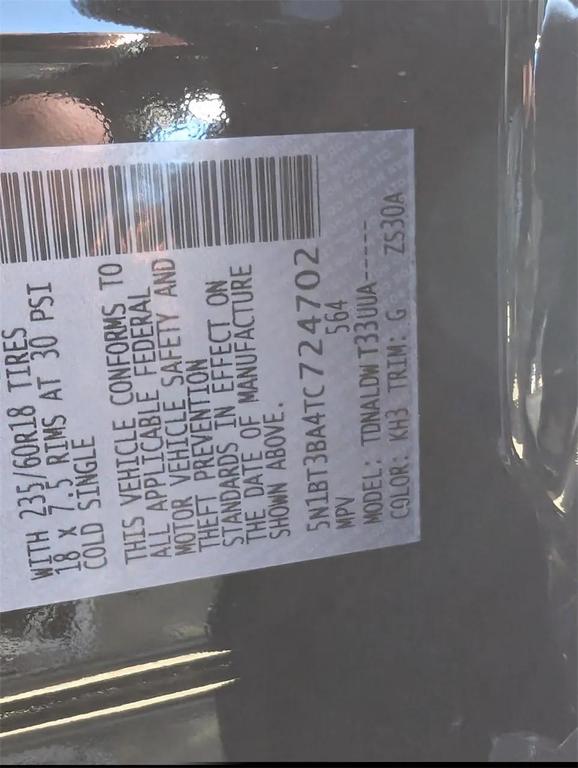 WITH 235/60R18 TIRES
18 X 7.5 RIMS AT 30 PSI
COLD SINGLE
THIS VEHICLE CONFORMS TO
ALL APPLICABLE FEDERAL
MOTOR VEHICLE SAFETY AND
THEFT PREVENTION
STANDARDS IN EFFECT ON
THE DATE OF MANUFACTURE
SHOWN ABOVE.
5N1BT3BA4TC724702
MPV 564
MODEL: TDNALDW T33UUA-----
COLOR: KH3 TRIM: G ZS30A